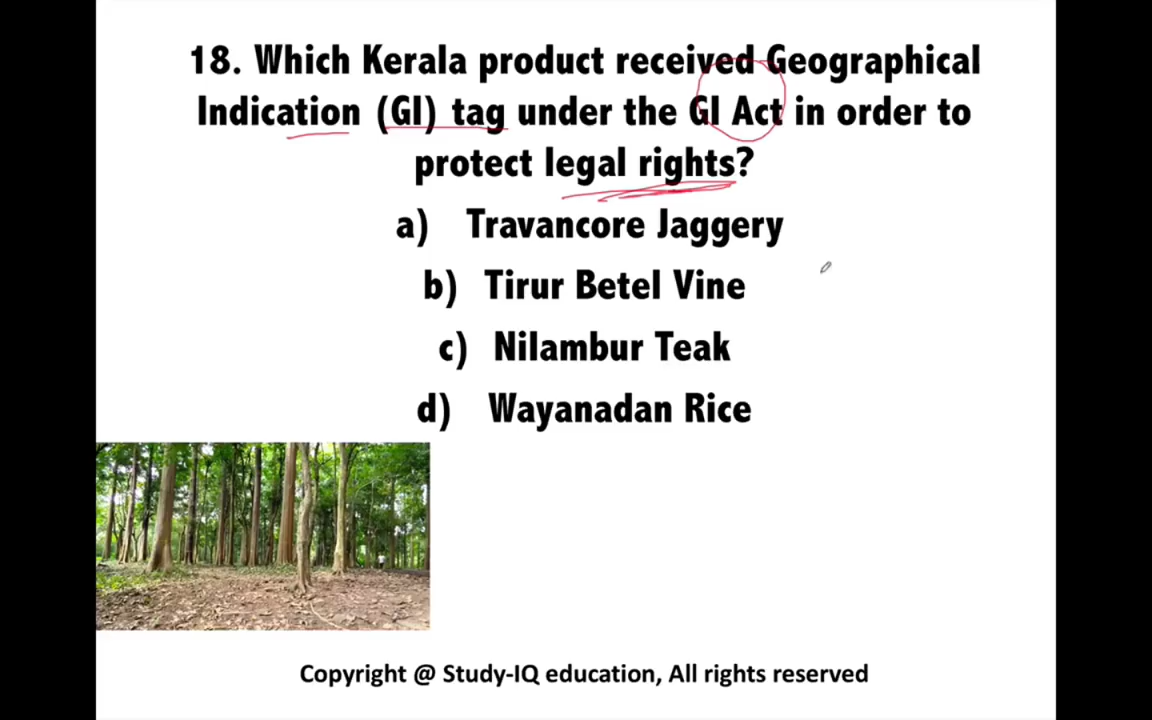 18. Which Kerala product received Geographical
Indication (GI) tag under the GI Act in order to
protect legal rights?
a) Travancore Jaggery
b) Tirur Betel Vine
c) Nilambur Teak
d) Wayanadan Rice
Copyright @ Study-IQ education, All rights reserved